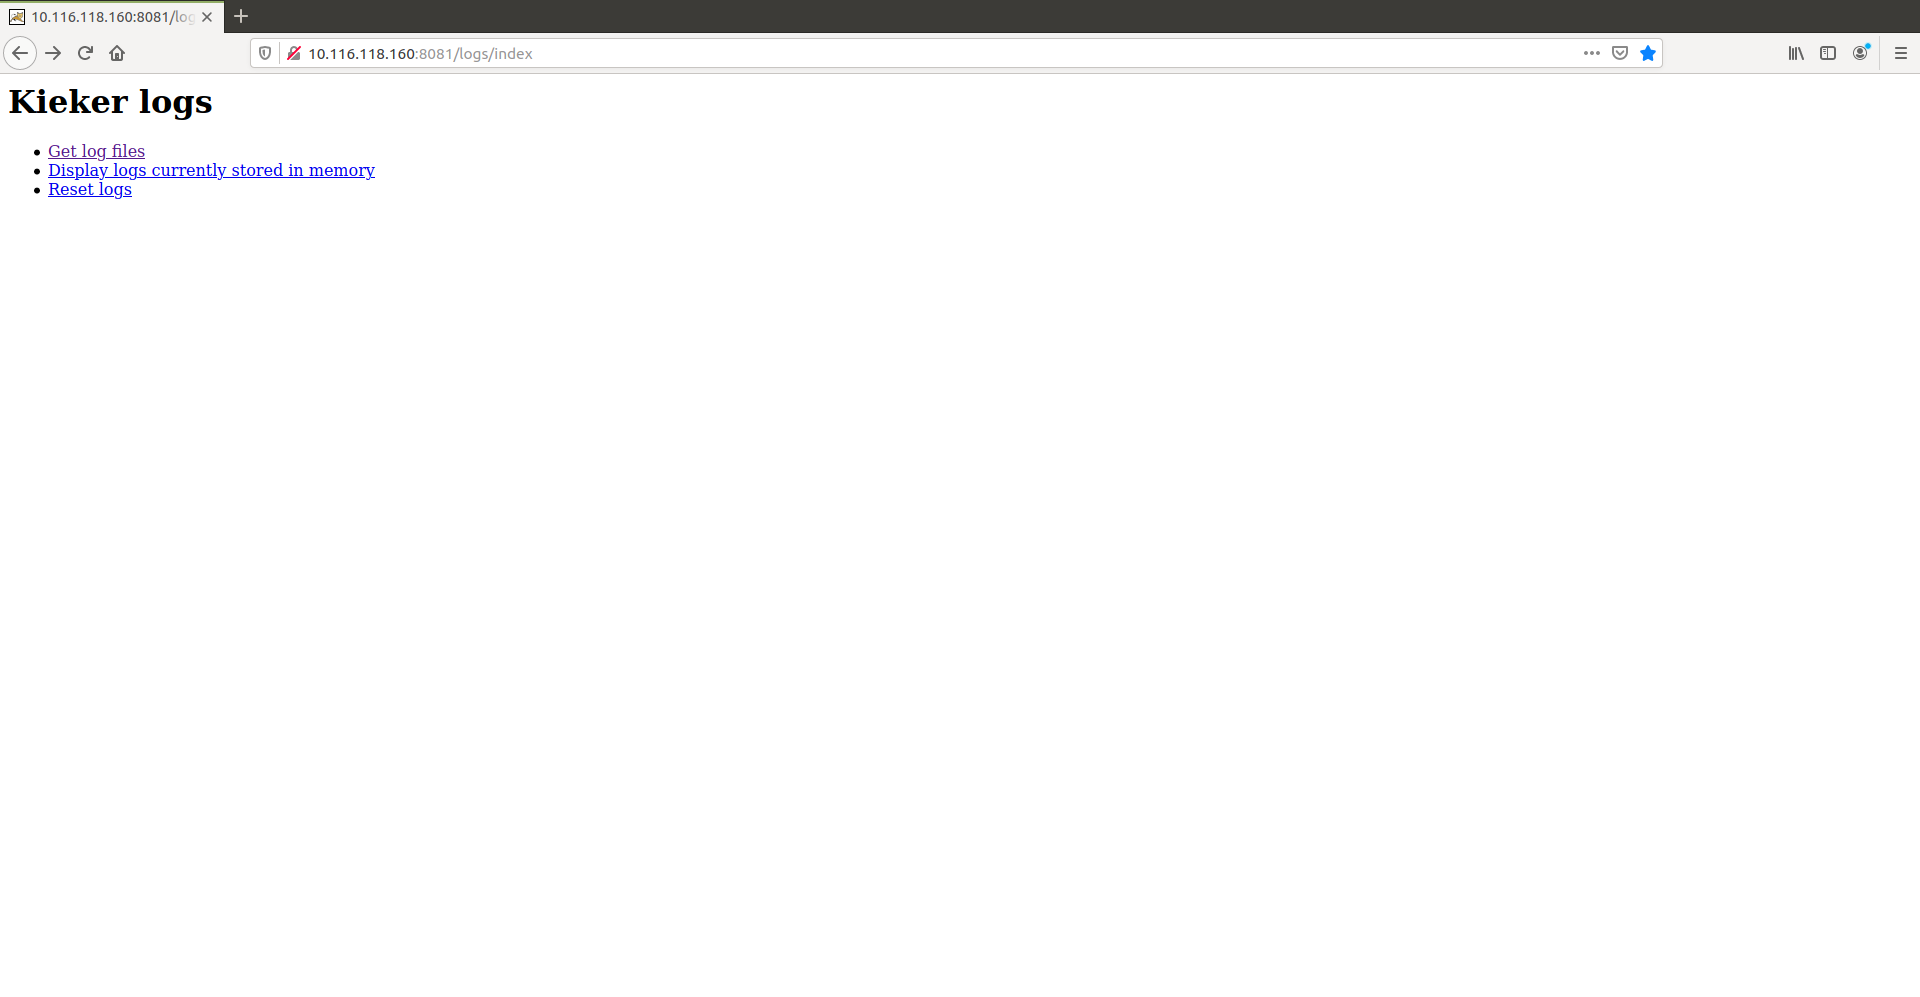 10.116.118.160:8081/log
10.116.118.160:8081/logs/index
Kieker logs
Get log files
Display logs currently stored in memory
Reset logs